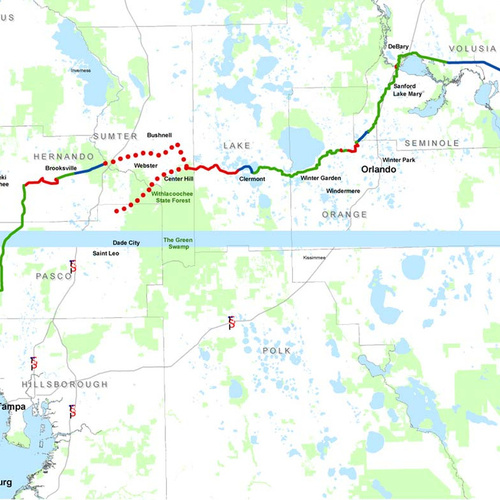 US
DeBary
VOLUSIA
Inverness
Sanford
Lake Mary
SUMTER
Bushnell
LAKE
SEMINOLE
HERNANDO
Brooksville
Webster
Winter Park
ki
hee
Center Hill
Clermont
Winter Garden
Orlando
Windermere
Withlacoochee
State Forest
ORANGE
Dade City
The Green
Swamp
Saint Leo
Kissimmee
PASCO
POLK
HILLSBOROUGH
Tampa
urg